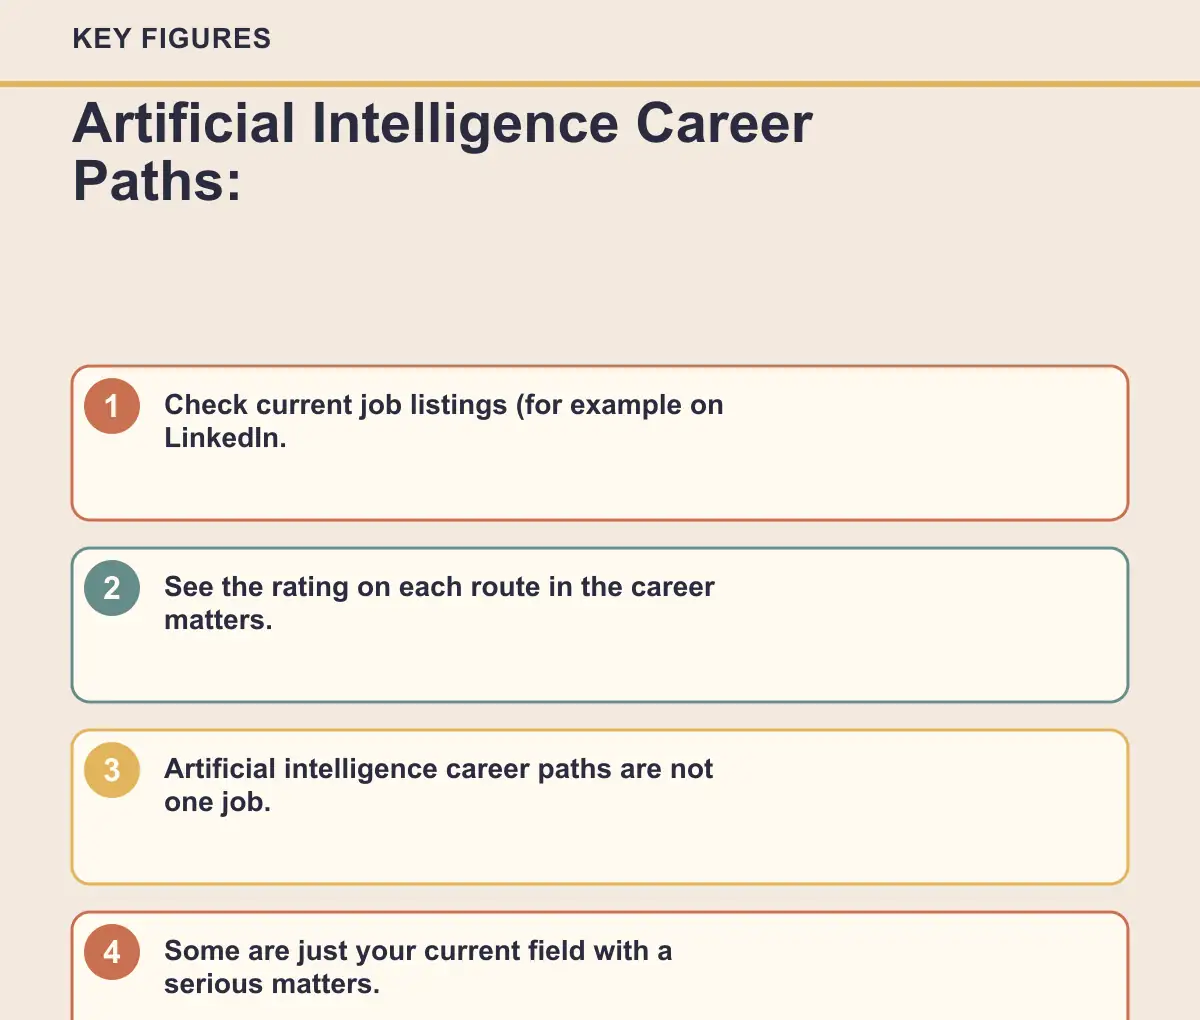 KEY FIGURES
Artificial Intelligence Career
Paths:
1
Check current job listings (for example on
LinkedIn.
2
See the rating on each route in the career
matters.
3
Artificial intelligence career paths are not
one job.
4
Some are just your current field with a
serious matters.